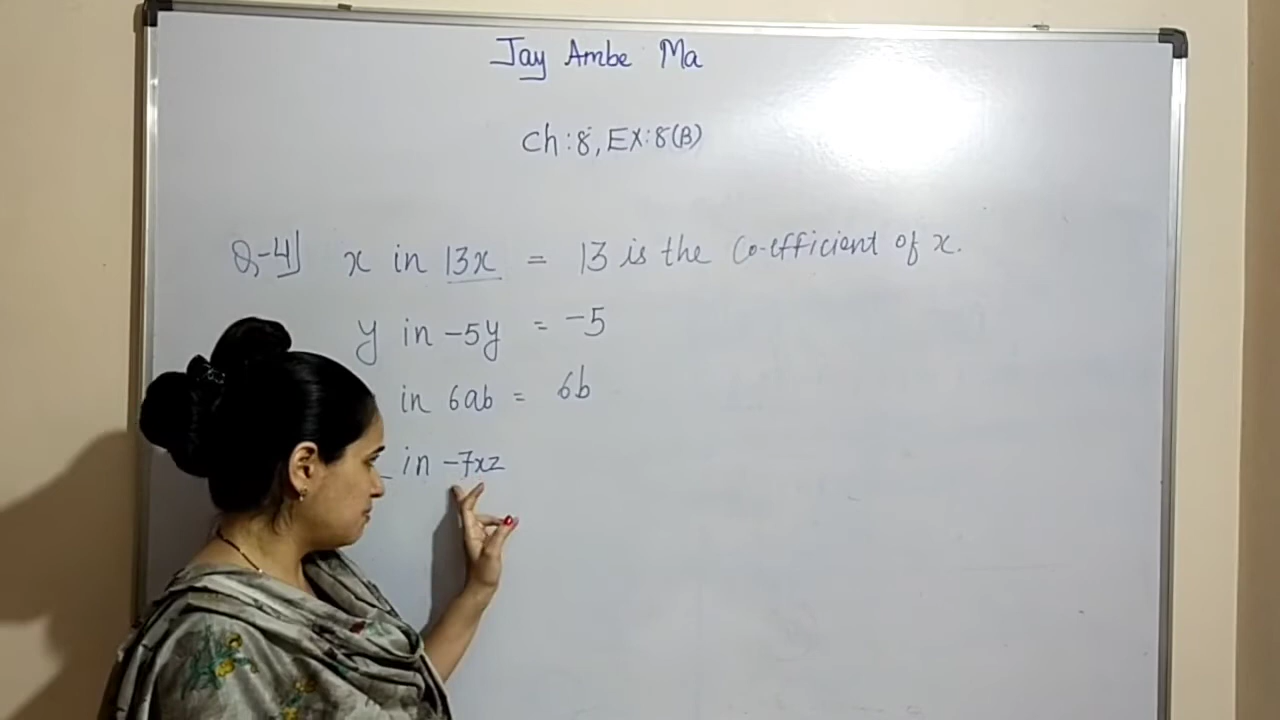 Jay Ambe Ma
Ch:8, EX:8(B)
Q-4) x in 13x = 13 is the Co-efficient of x.
y in -5y = -5
in 6ab = 6b
in -7xz